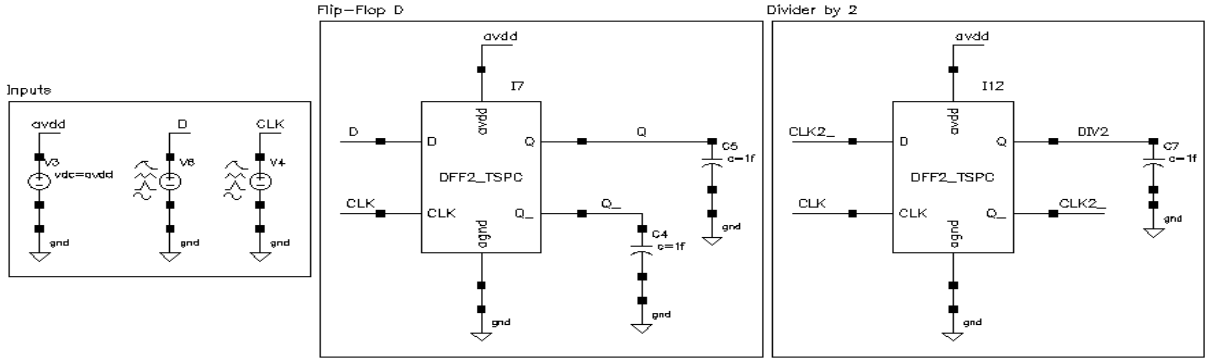 Inputs
avdd
V3
vdc=avdd
gnd
D
V6
gnd
CLK
V4
gnd
Flip-Flop D
avdd
I7
avdd
D
D
Q
Q
C5
c=1f
gnd
DFF2_TSPC
CLK
CLK
Q_
Q_
C4
c=1f
gnd
agnd
gnd
Divider by 2
avdd
I12
avdd
CLK2_
D
Q
DIV2
C7
c=1f
gnd
DFF2_TSPC
CLK
CLK
Q_
CLK2_
agnd
gnd